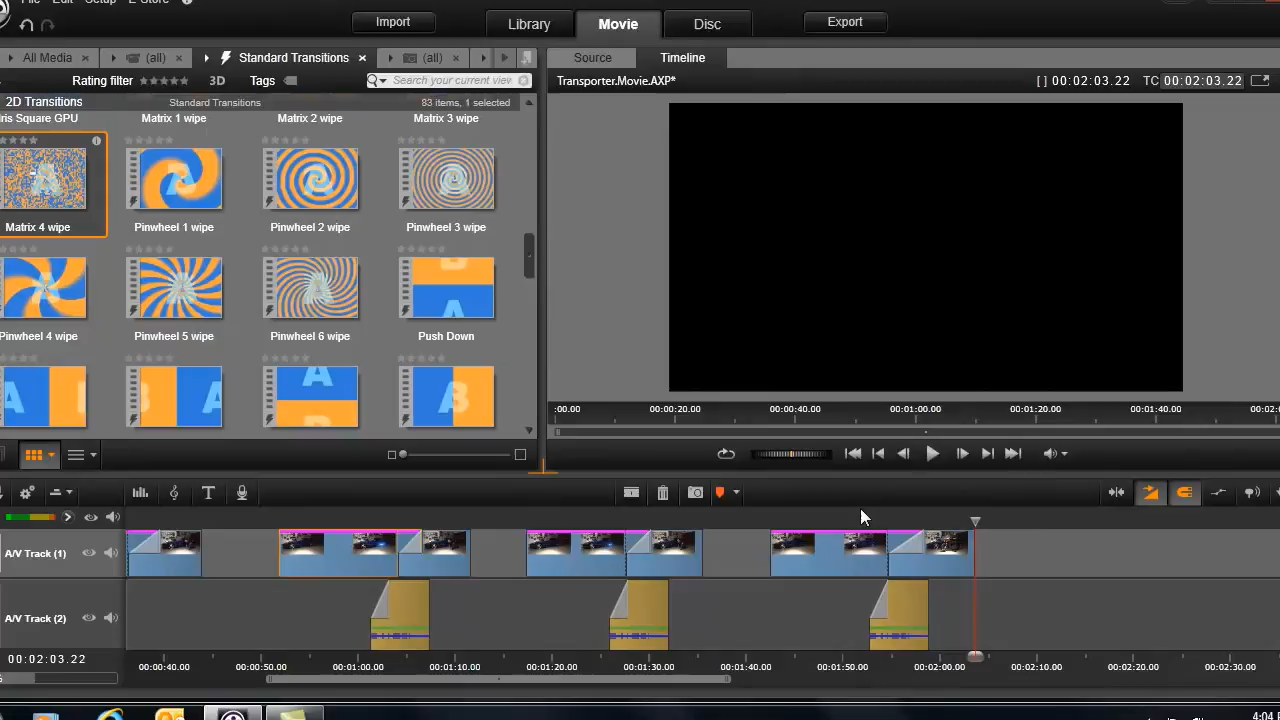 File Setup E-Store
Import Library Movie Disc Export
All Media (all) Standard Transitions (all) Source Timeline
Rating filter 3D Tags Search your current view Transporter.Movie.AXP* [ ] 00:02:03.22 TC 00:02:03.22
2D Transitions Standard Transitions 83 items, 1 selected
Iris Square GPU Matrix 1 wipe Matrix 2 wipe Matrix 3 wipe
Matrix 4 wipe Pinwheel 1 wipe Pinwheel 2 wipe Pinwheel 3 wipe
Pinwheel 4 wipe Pinwheel 5 wipe Pinwheel 6 wipe Push Down
:00.00 00:00:20.00 00:00:40.00 00:01:00.00 00:01:20.00 00:01:40.00
A/V Track (1)
A/V Track (2)
00:02:03.22
00:00:40.00 00:00:50.00 00:01:00.00 00:01:10.00 00:01:20.00 00:01:30.00 00:01:40.00 00:01:50.00 00:02:00.00 00:02:10.00 00:02:20.00 00:02:30.00
4:04